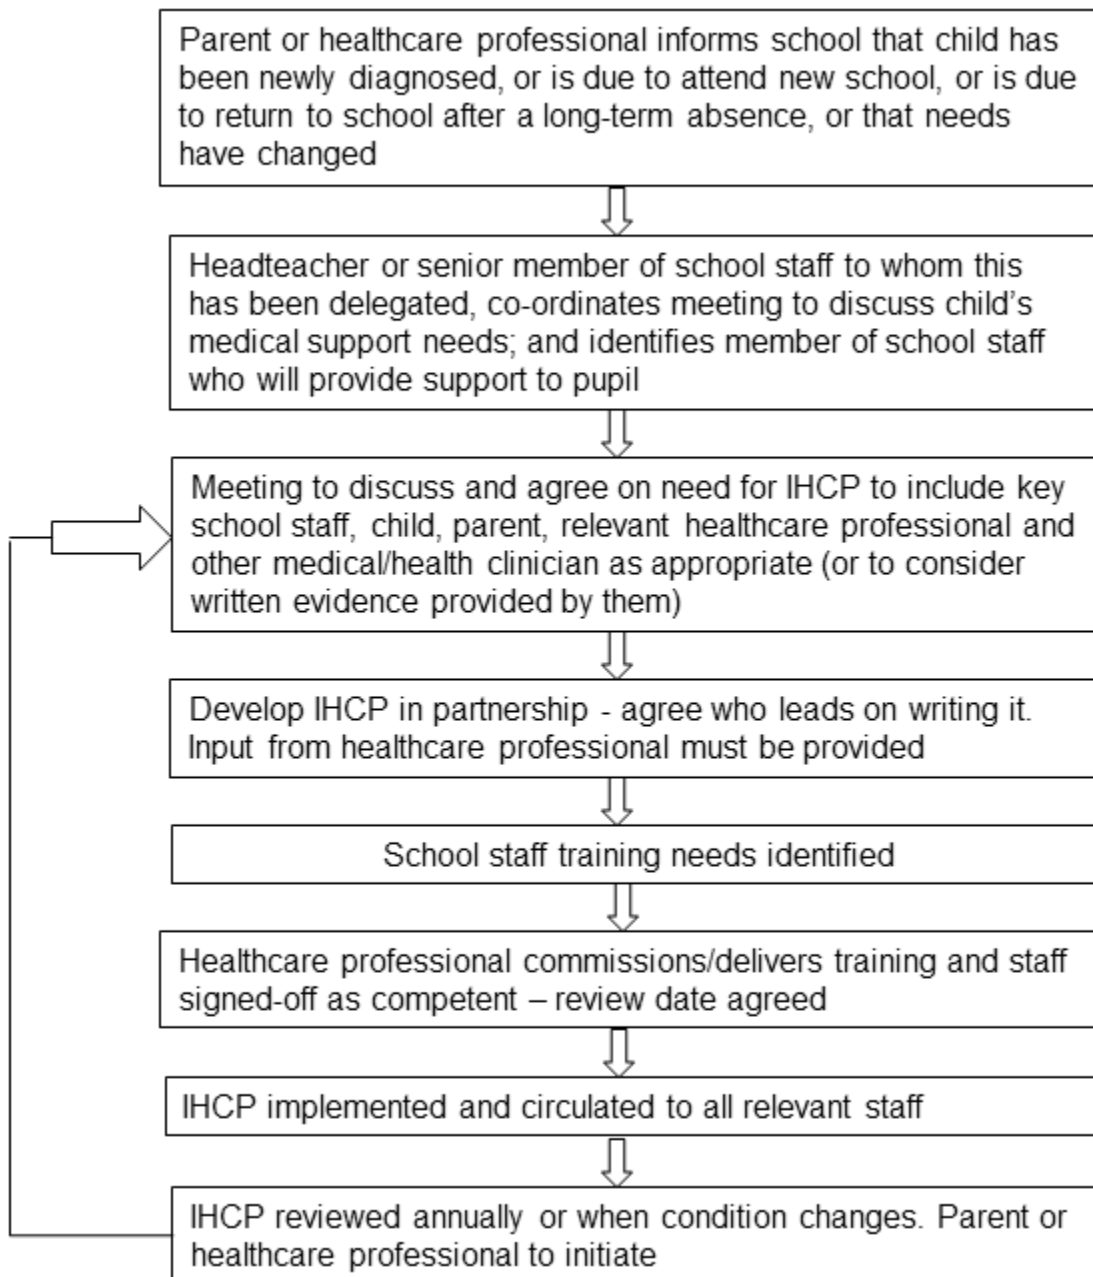 Parent or healthcare professional informs school that child has
been newly diagnosed, or is due to attend new school, or is due
to return to school after a long-term absence, or that needs
have changed
Headteacher or senior member of school staff to whom this
has been delegated, co-ordinates meeting to discuss child’s
medical support needs; and identifies member of school staff
who will provide support to pupil
Meeting to discuss and agree on need for IHCP to include key
school staff, child, parent, relevant healthcare professional and
other medical/health clinician as appropriate (or to consider
written evidence provided by them)
Develop IHCP in partnership - agree who leads on writing it.
Input from healthcare professional must be provided
School staff training needs identified
Healthcare professional commissions/delivers training and staff
signed-off as competent – review date agreed
IHCP implemented and circulated to all relevant staff
IHCP reviewed annually or when condition changes. Parent or
healthcare professional to initiate